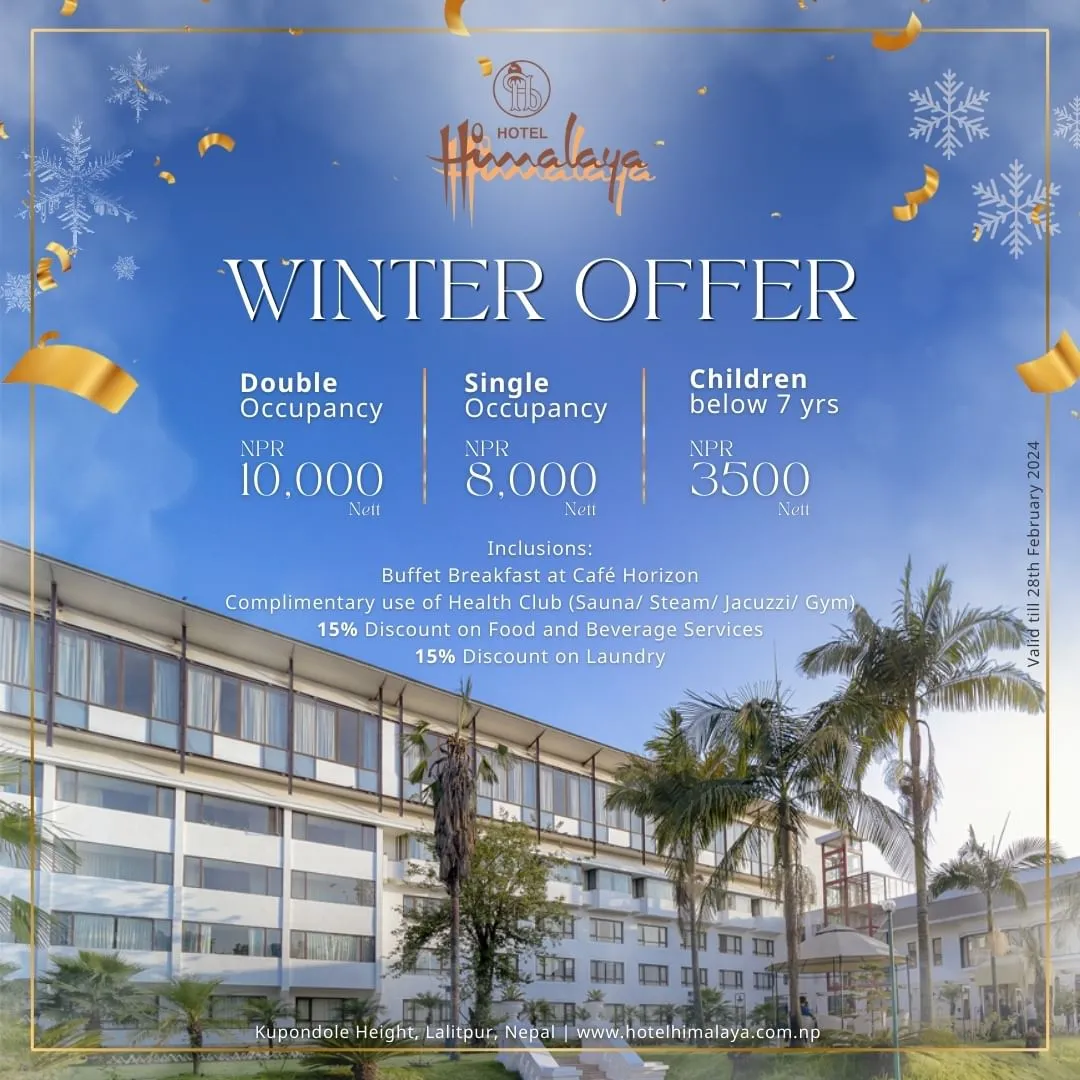 HOTEL
Himalaya
WINTER OFFER
Double
Occupancy
NPR
10,000
Nett
Single
Occupancy
NPR
8,000
Nett
Children
below 7 yrs
NPR
3500
Nett
Inclusions:
Buffet Breakfast at Café Horizon
Complimentary use of Health Club (Sauna/ Steam/ Jacuzzi/ Gym)
15% Discount on Food and Beverage Services
15% Discount on Laundry
Valid till 28th February 2024
Kupondole Height, Lalitpur, Nepal | www.hotelhimalaya.com.np